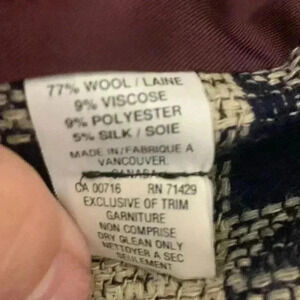 77% WOOL / LAINE
9% VISCOSE
9% POLYESTER
5% SILK / SOIE
MADE IN/FABRIQUÉ À
VANCOUVER
CANADA
CA 00716 RN 71429
EXCLUSIVE OF TRIM
GARNITURE
NON COMPRISE
DRY CLEAN ONLY
NETTOYER A SEC
SEULEMENT